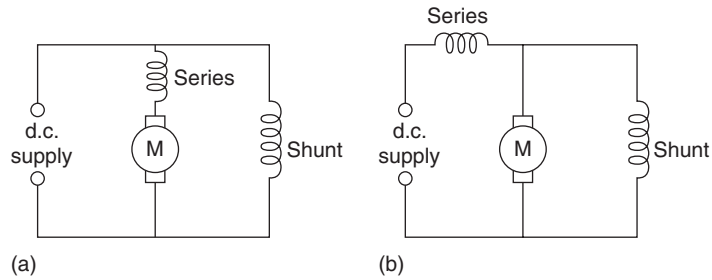 Series
d.c.
supply
M
Shunt
(a)
Series
d.c.
supply
M
Shunt
(b)